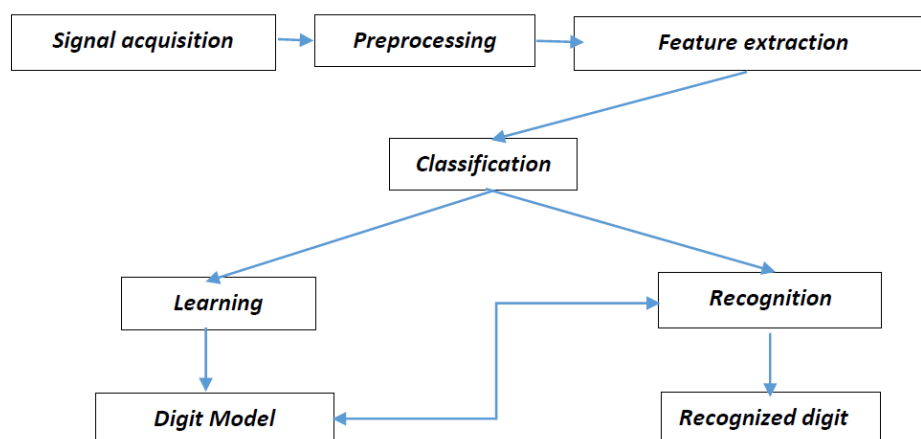 Signal acquisition
Preprocessing
Feature extraction
Classification
Learning
Recognition
Digit Model
Recognized digit